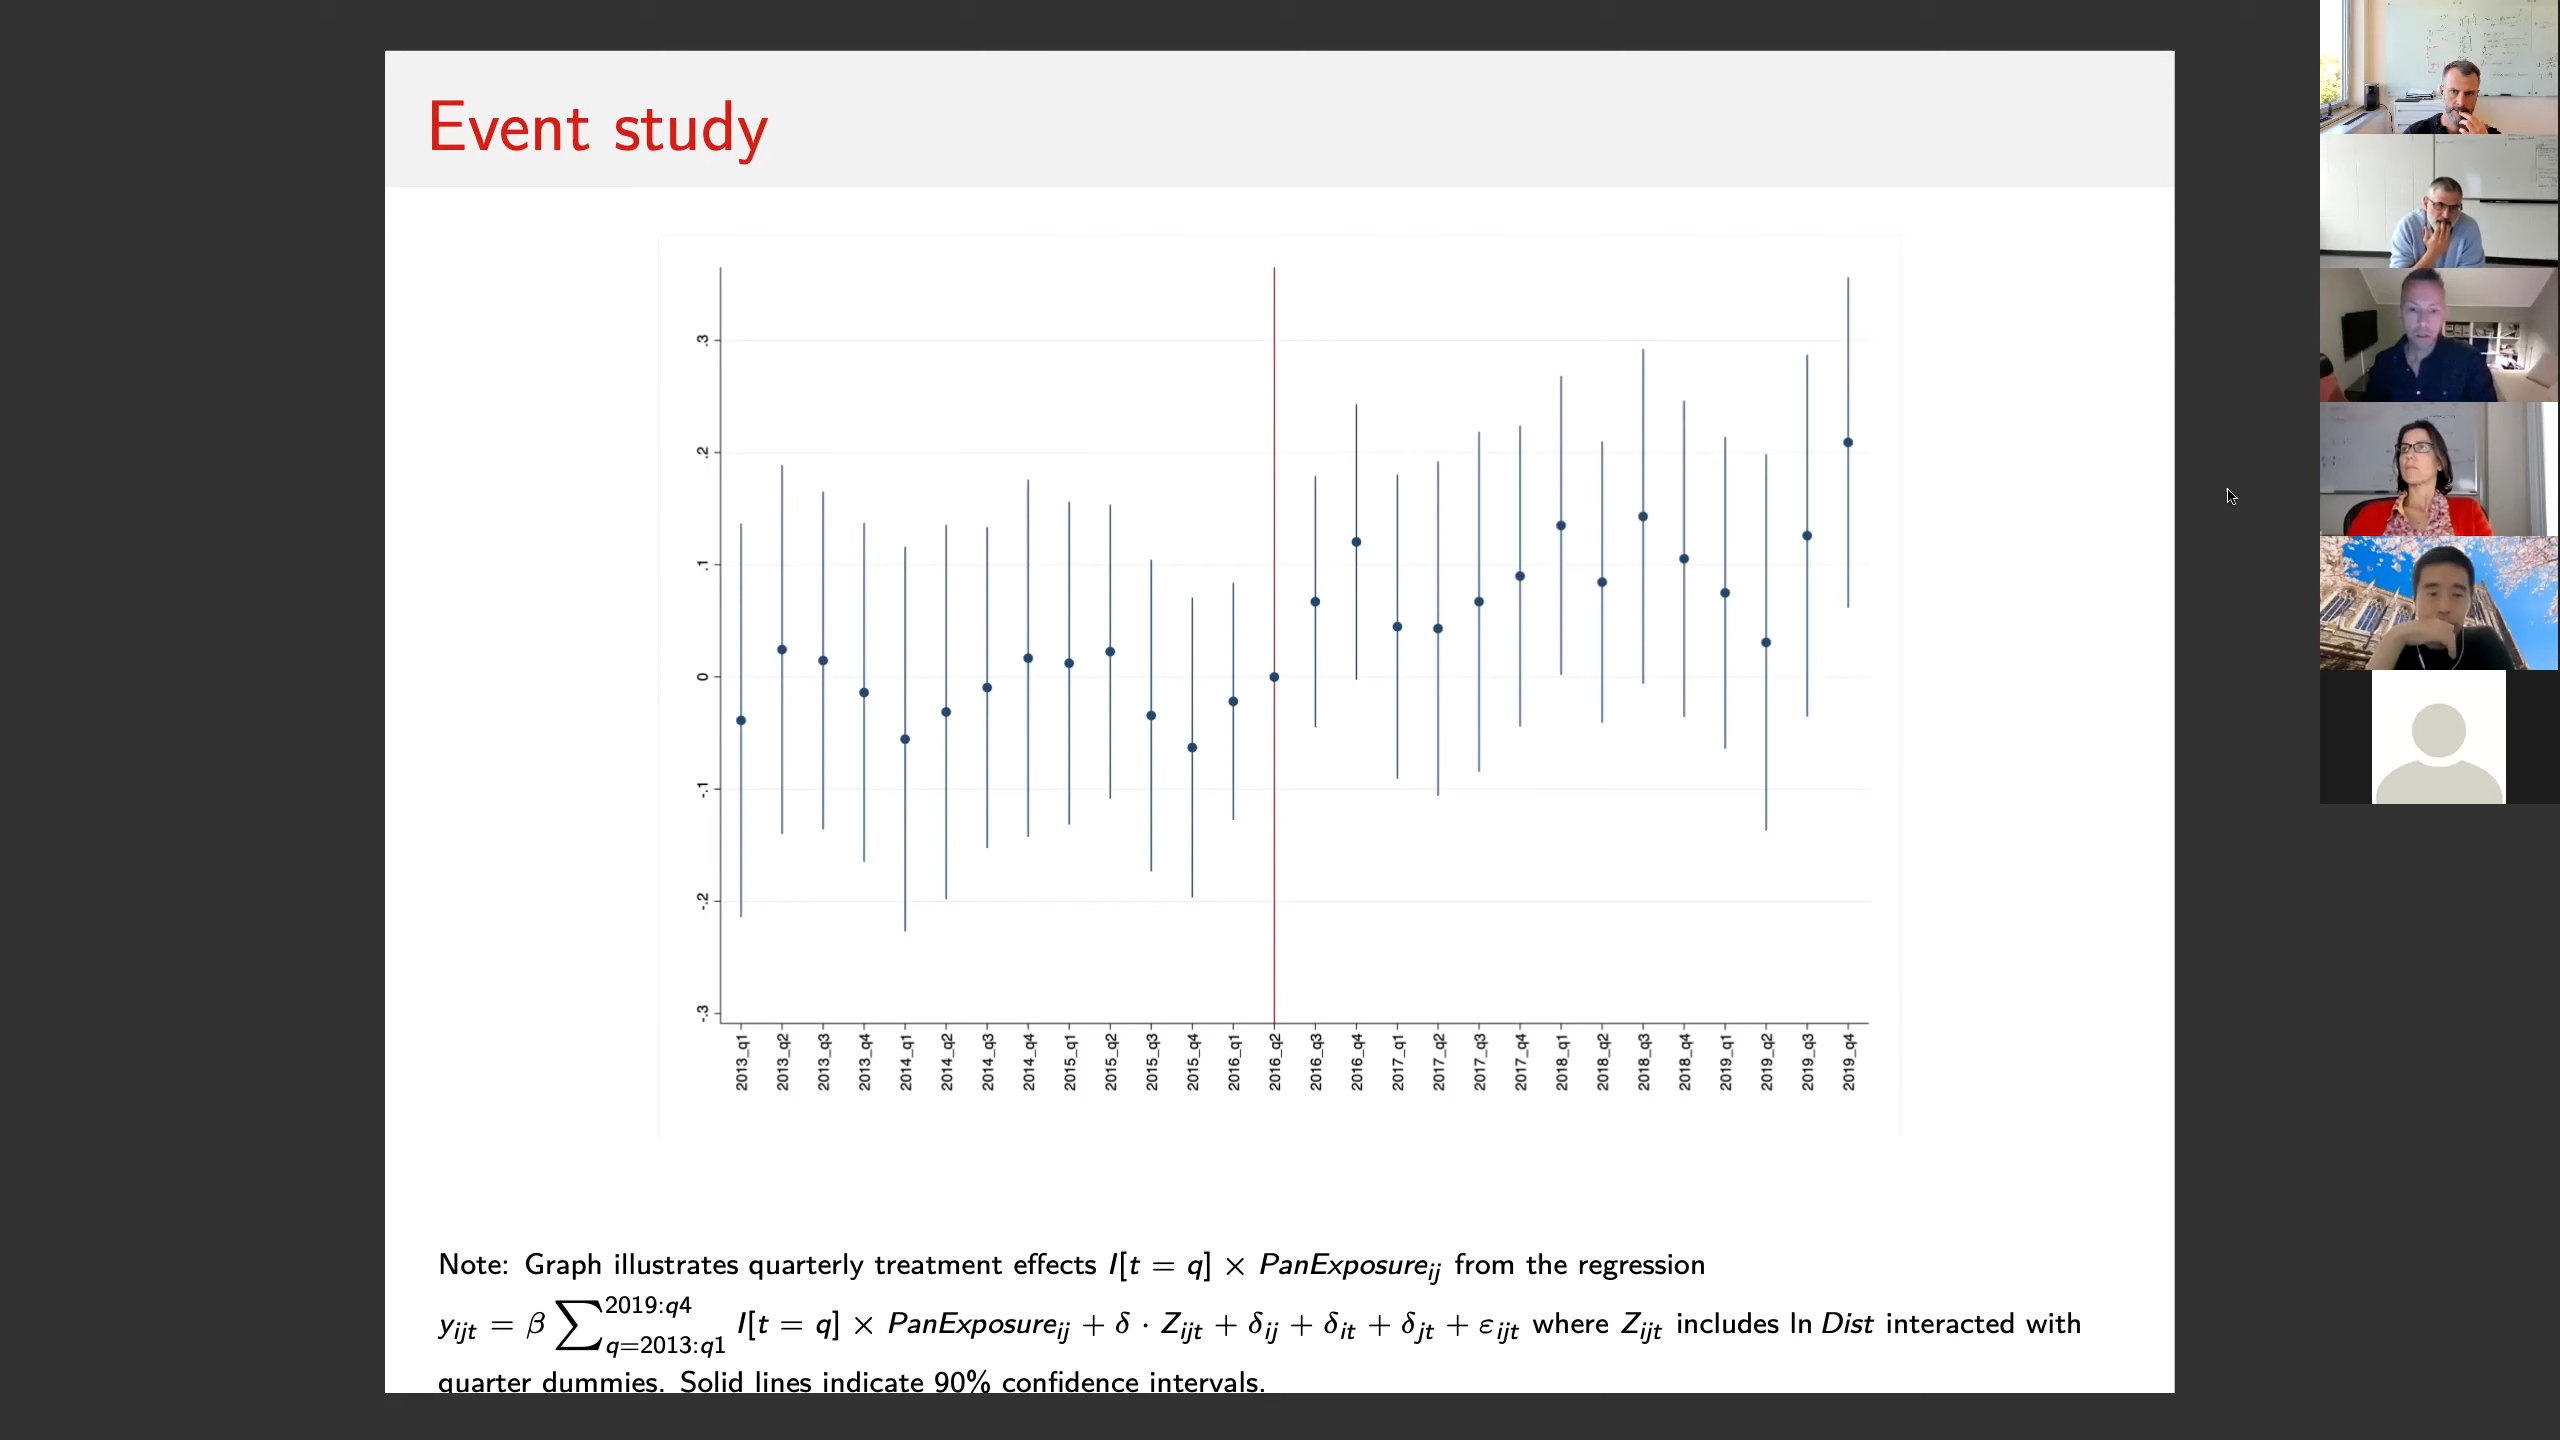 Event study
.3
.2
.1
0
-.1
-.2
-.3
2013_q1
2013_q2
2013_q3
2013_q4
2014_q1
2014_q2
2014_q3
2014_q4
2015_q1
2015_q2
2015_q3
2015_q4
2016_q1
2016_q2
2016_q3
2016_q4
2017_q1
2017_q2
2017_q3
2017_q4
2018_q1
2018_q2
2018_q3
2018_q4
2019_q1
2019_q2
2019_q3
2019_q4
Note: Graph illustrates quarterly treatment effects I[t = q] × PanExposure_ij from the regression
y_ijt = β ∑_{q=2013:q1}^{2019:q4} I[t = q] × PanExposure_ij + δ · Z_ijt + δ_ij + δ_it + δ_jt + ε_ijt where Z_ijt includes ln Dist interacted with
quarter dummies. Solid lines indicate 90% confidence intervals.